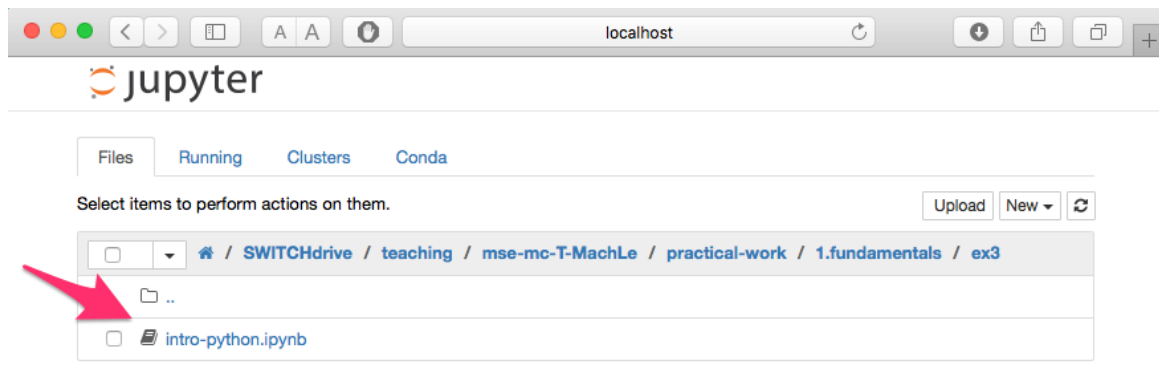 A A localhost
jupyter
Files Running Clusters Conda
Select items to perform actions on them. Upload New
/ SWITCHdrive / teaching / mse-mc-T-MachLe / practical-work / 1.fundamentals / ex3
..
intro-python.ipynb